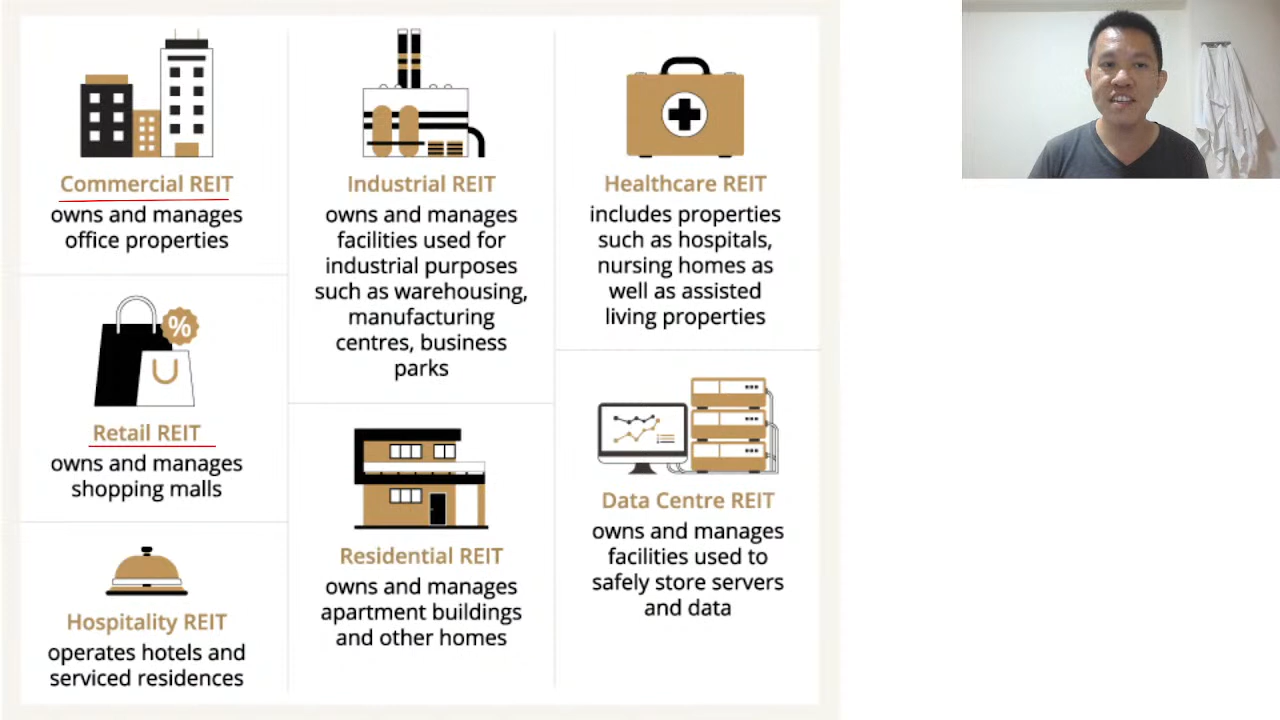 Commercial REIT
owns and manages
office properties
%
Retail REIT
owns and manages
shopping malls
Hospitality REIT
operates hotels and
serviced residences
Industrial REIT
owns and manages
facilities used for
industrial purposes
such as warehousing,
manufacturing
centres, business
parks
Residential REIT
owns and manages
apartment buildings
and other homes
Healthcare REIT
includes properties
such as hospitals,
nursing homes as
well as assisted
living properties
Data Centre REIT
owns and manages
facilities used to
safely store servers
and data